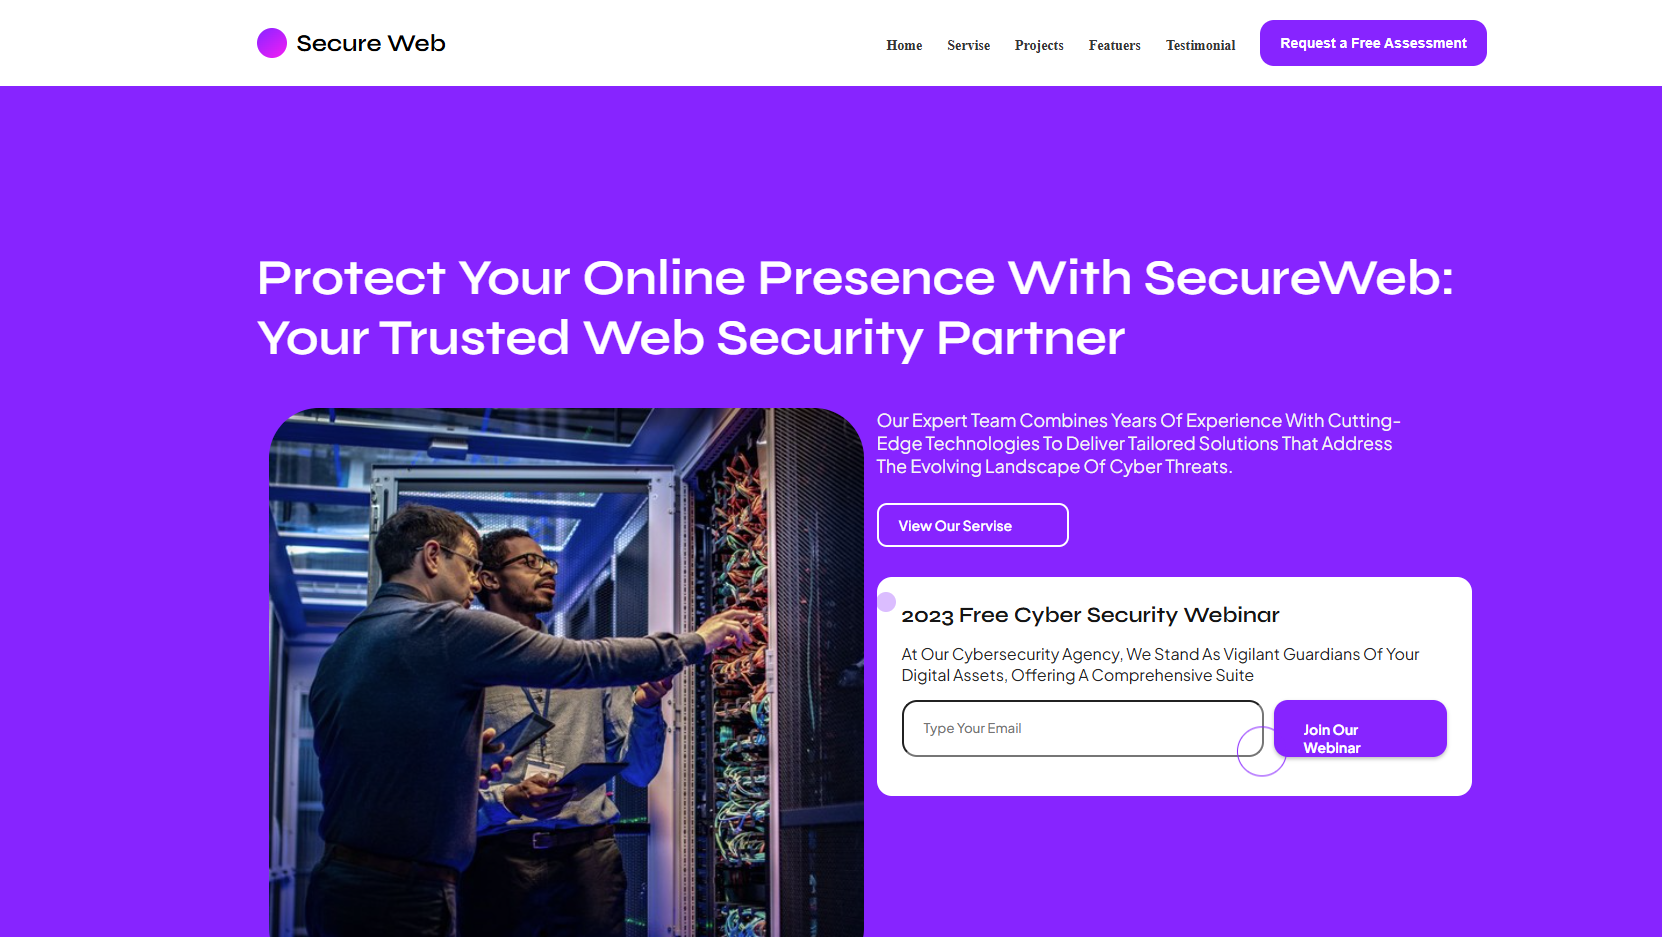 Secure Web
Home
Servise
Projects
Featuers
Testimonial
Request a Free Assessment
Protect Your Online Presence With SecureWeb:
Your Trusted Web Security Partner
Our Expert Team Combines Years Of Experience With Cutting-
Edge Technologies To Deliver Tailored Solutions That Address
The Evolving Landscape Of Cyber Threats.
View Our Servise
2023 Free Cyber Security Webinar
At Our Cybersecurity Agency, We Stand As Vigilant Guardians Of Your
Digital Assets, Offering A Comprehensive Suite
Type Your Email
Join Our
Webinar